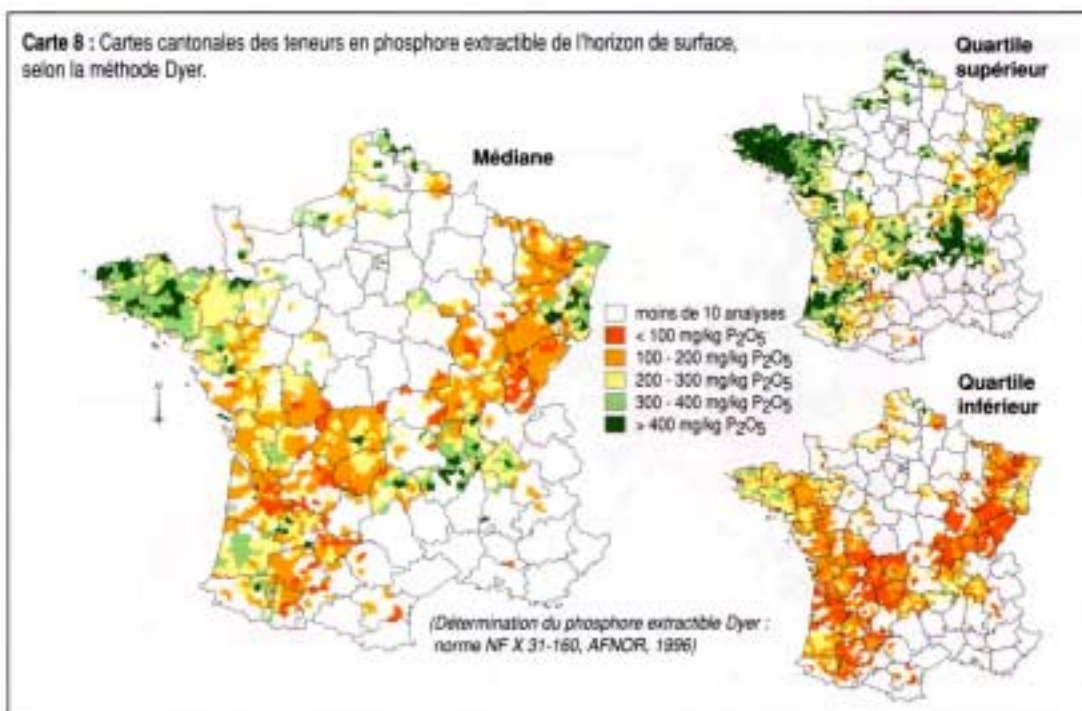 Carte 8 : Cartes cantonales des teneurs en phosphore extractible de l'horizon de surface,
selon la méthode Dyer.
Quartile
supérieur
Médiane
moins de 10 analyses
< 100 mg/kg P₂O₅
100 - 200 mg/kg P₂O₅
200 - 300 mg/kg P₂O₅
300 - 400 mg/kg P₂O₅
> 400 mg/kg P₂O₅
Quartile
inférieur
(Détermination du phosphore extractible Dyer :
norme NF X 31-160, AFNOR, 1996)